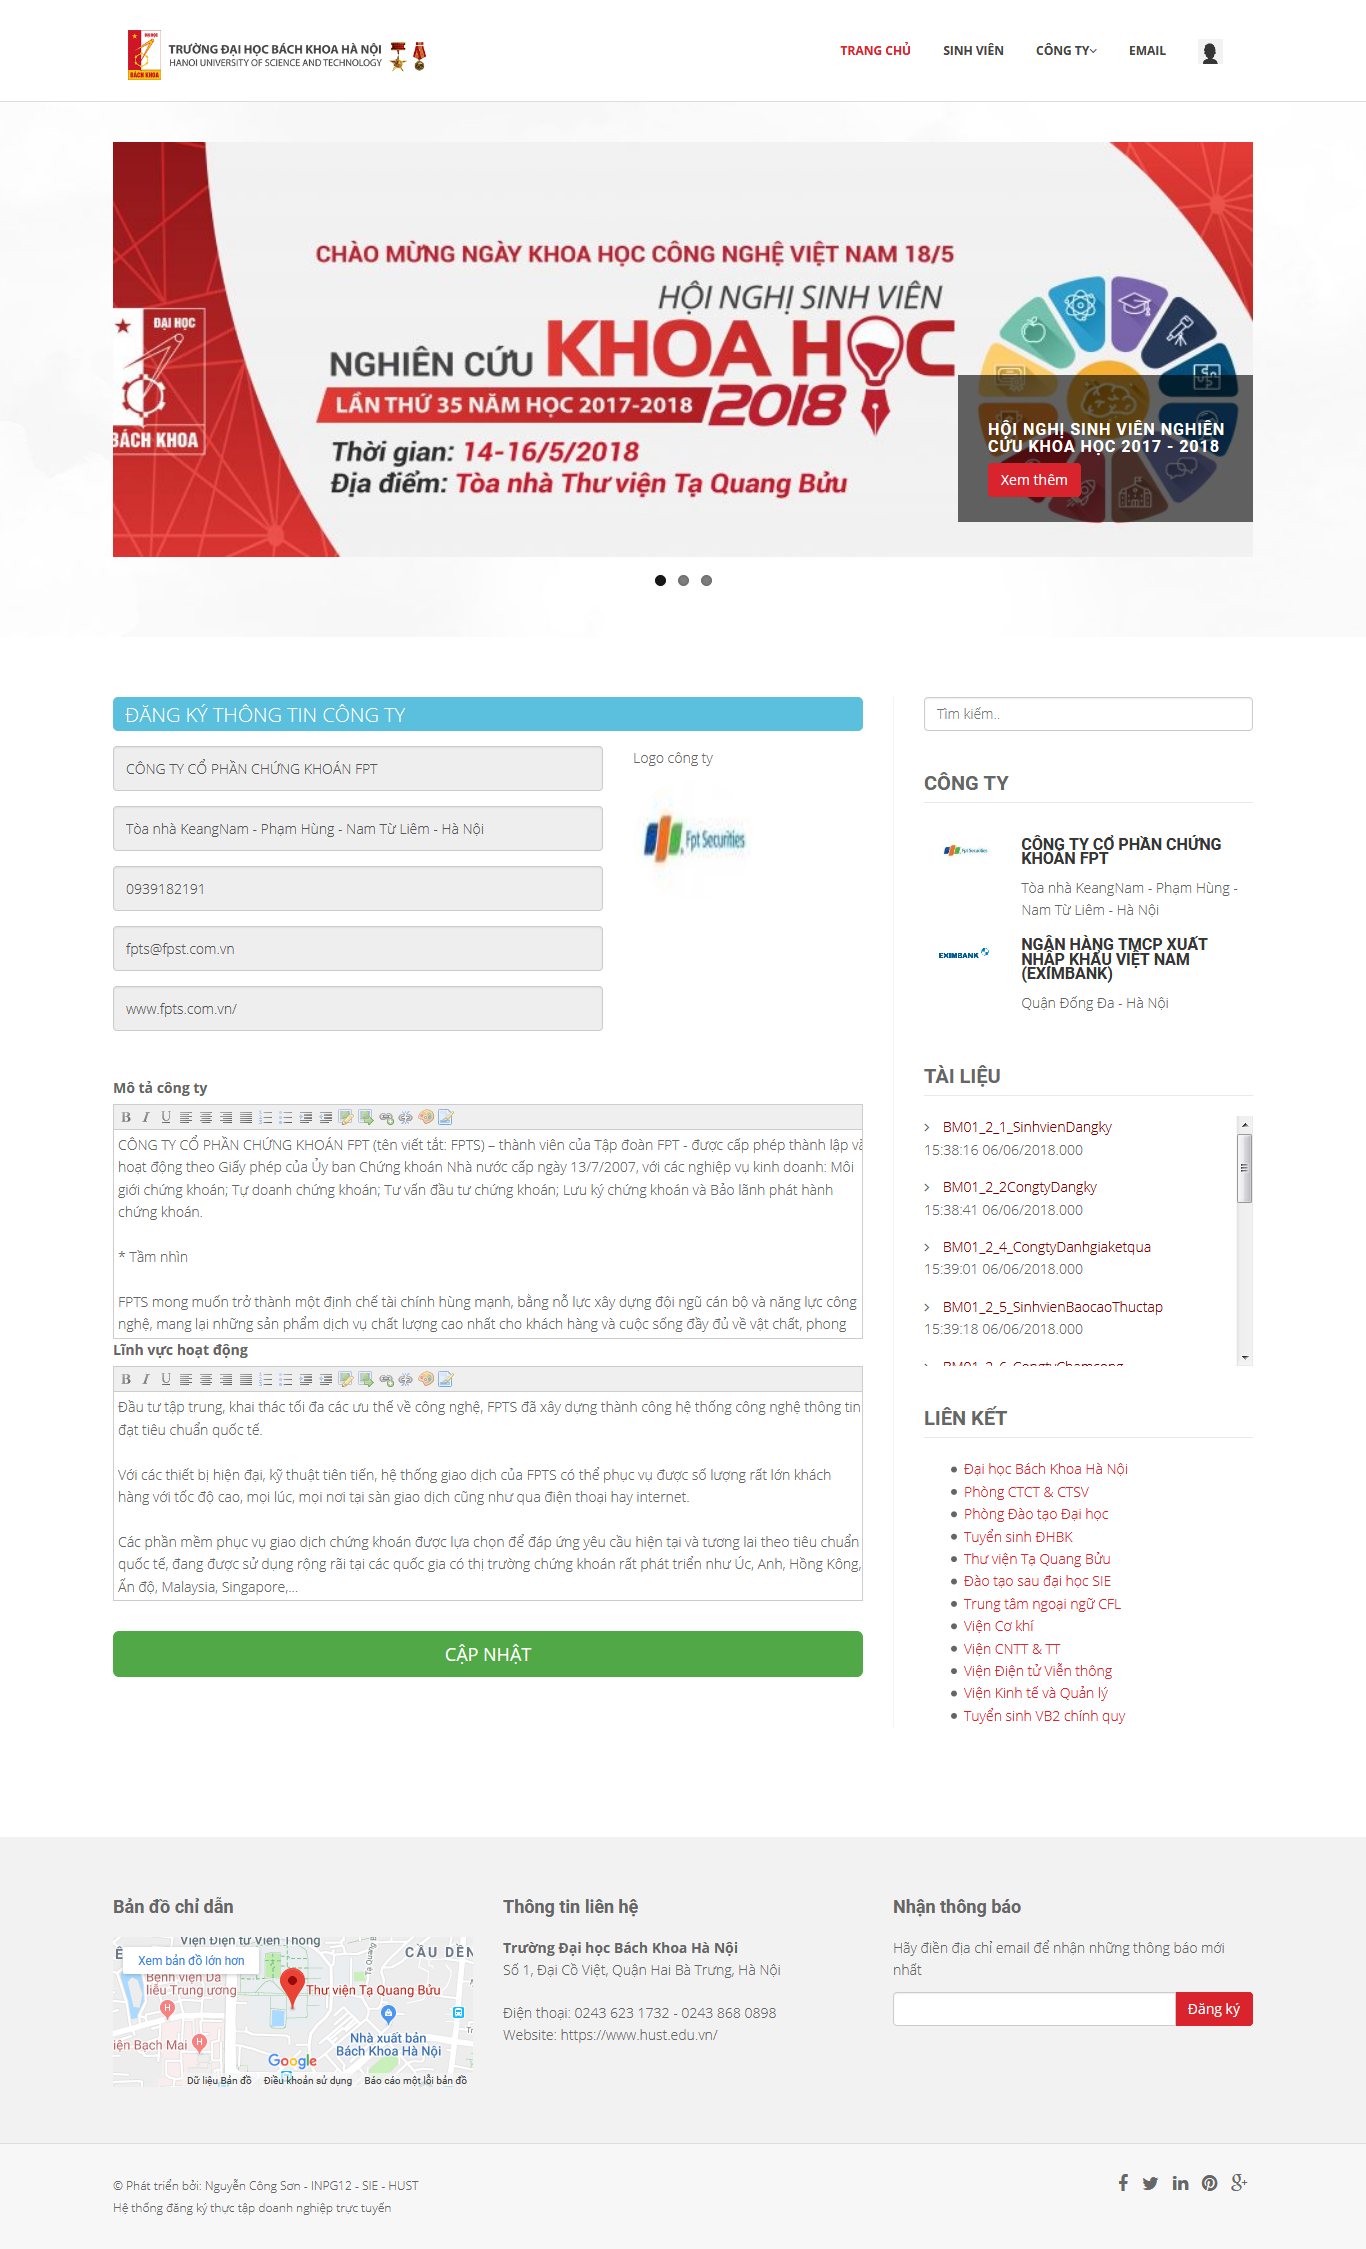 TRƯỜNG ĐẠI HỌC BÁCH KHOA HÀ NỘI
HANOI UNIVERSITY OF SCIENCE AND TECHNOLOGY
ĐẠI HỌC
BÁCH KHOA
TRANG CHỦ
SINH VIÊN
CÔNG TY
EMAIL
CHÀO MỪNG NGÀY KHOA HỌC CÔNG NGHỆ VIỆT NAM 18/5
HỘI NGHỊ SINH VIÊN
NGHIÊN CỨU KHOA HỌC
LẦN THỨ 35 NĂM HỌC 2017-2018 2018
Thời gian: 14-16/5/2018
Địa điểm: Tòa nhà Thư viện Tạ Quang Bửu
ĐẠI HỌC
BÁCH KHOA
HỘI NGHỊ SINH VIÊN NGHIÊN
CỨU KHOA HỌC 2017 - 2018
Xem thêm
ĐĂNG KÝ THÔNG TIN CÔNG TY
CÔNG TY CỔ PHẦN CHỨNG KHOÁN FPT
Tòa nhà KeangNam - Phạm Hùng - Nam Từ Liêm - Hà Nội
0939182191
fpts@fpst.com.vn
www.fpts.com.vn/
Logo công ty
Fpt Securities
Mô tả công ty
CÔNG TY CỔ PHẦN CHỨNG KHOÁN FPT (tên viết tắt: FPTS) – thành viên của Tập đoàn FPT - được cấp phép thành lập và
hoạt động theo Giấy phép của Ủy ban Chứng khoán Nhà nước cấp ngày 13/7/2007, với các nghiệp vụ kinh doanh: Môi
giới chứng khoán; Tự doanh chứng khoán; Tư vấn đầu tư chứng khoán; Lưu ký chứng khoán và Bảo lãnh phát hành
chứng khoán.
* Tầm nhìn
FPTS mong muốn trở thành một định chế tài chính hùng mạnh, bằng nỗ lực xây dựng đội ngũ cán bộ và năng lực công
nghệ, mang lại những sản phẩm dịch vụ chất lượng cao nhất cho khách hàng và cuộc sống đầy đủ về vật chất, phong
Lĩnh vực hoạt động
Đầu tư tập trung, khai thác tối đa các ưu thế về công nghệ, FPTS đã xây dựng thành công hệ thống công nghệ thông tin
đạt tiêu chuẩn quốc tế.
Với các thiết bị hiện đại, kỹ thuật tiên tiến, hệ thống giao dịch của FPTS có thể phục vụ được số lượng rất lớn khách
hàng với tốc độ cao, mọi lúc, mọi nơi tại sàn giao dịch cũng như qua điện thoại hay internet.
Các phần mềm phục vụ giao dịch chứng khoán được lựa chọn để đáp ứng yêu cầu hiện tại và tương lai theo tiêu chuẩn
quốc tế, đang được sử dụng rộng rãi tại các quốc gia có thị trường chứng khoán rất phát triển như Úc, Anh, Hồng Kông,
Ấn độ, Malaysia, Singapore,...
CẬP NHẬT
Tìm kiếm..
CÔNG TY
Fpt Securities
CÔNG TY CỔ PHẦN CHỨNG
KHOÁN FPT
Tòa nhà KeangNam - Phạm Hùng -
Nam Từ Liêm - Hà Nội
EXIMBANK
NGÂN HÀNG TMCP XUẤT
NHẬP KHẨU VIỆT NAM
(EXIMBANK)
Quận Đống Đa - Hà Nội
TÀI LIỆU
BM01_2_1_SinhvienDangky
15:38:16 06/06/2018.000
BM01_2_2CongtyDangky
15:38:41 06/06/2018.000
BM01_2_4_CongtyDanhgiaketqua
15:39:01 06/06/2018.000
BM01_2_5_SinhvienBaocaoThuctap
15:39:18 06/06/2018.000
BM01_2_6_CongtyChamcong
LIÊN KẾT
Đại học Bách Khoa Hà Nội
Phòng CTCT & CTSV
Phòng Đào tạo Đại học
Tuyển sinh ĐHBK
Thư viện Tạ Quang Bửu
Đào tạo sau đại học SIE
Trung tâm ngoại ngữ CFL
Viện Cơ khí
Viện CNTT & TT
Viện Điện tử Viễn thông
Viện Kinh tế và Quản lý
Tuyển sinh VB2 chính quy
Bản đồ chỉ dẫn
Viện Điện tử Viễn Thông
Xem bản đồ lớn hơn
CẦU DỀN
Tạ Quang B
Bệnh viện Da
liễu Trung ương
Thư viện Tạ Quang Bửu
Nhà xuất bản
Bách Khoa Hà Nội
iện Bạch Mai
Google
Dữ liệu Bản đồ
Điều khoản sử dụng
Báo cáo một lỗi bản đồ
Thông tin liên hệ
Trường Đại học Bách Khoa Hà Nội
Số 1, Đại Cồ Việt, Quận Hai Bà Trưng, Hà Nội
Điện thoại: 0243 623 1732 - 0243 868 0898
Website: https://www.hust.edu.vn/
Nhận thông báo
Hãy điền địa chỉ email để nhận những thông báo mới
nhất
Đăng ký
© Phát triển bởi: Nguyễn Công Sơn - INPG12 - SIE - HUST
Hệ thống đăng ký thực tập doanh nghiệp trực tuyến